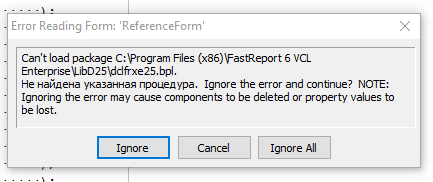 Error Reading Form: 'ReferenceForm'
Can't load package C:\Program Files (x86)\FastReport 6 VCL
Enterprise\LibD25\dclfrxe25.bpl.
Не найдена указанная процедура.  Ignore the error and continue?  NOTE:
Ignoring the error may cause components to be deleted or property values to
be lost.
Ignore
Cancel
Ignore All